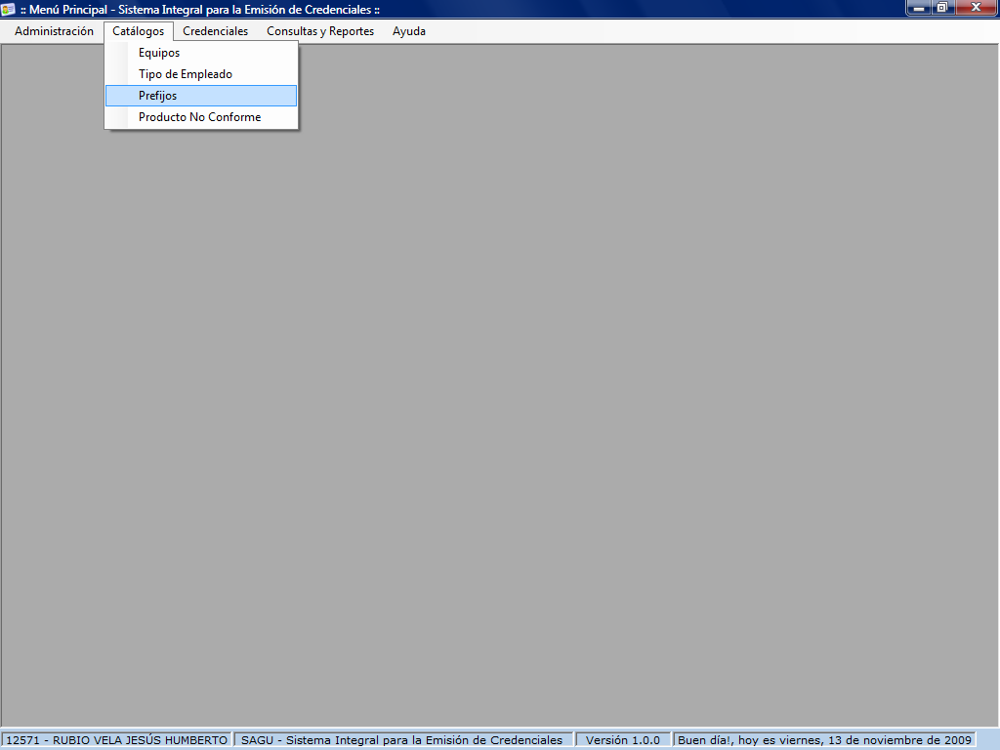 :: Menú Principal - Sistema Integral para la Emisión de Credenciales ::
Administración Catálogos Credenciales Consultas y Reportes Ayuda
Equipos
Tipo de Empleado
Prefijos
Producto No Conforme
12571 - RUBIO VELA JESÚS HUMBERTO SAGU - Sistema Integral para la Emisión de Credenciales Versión 1.0.0 Buen día!, hoy es viernes, 13 de noviembre de 2009